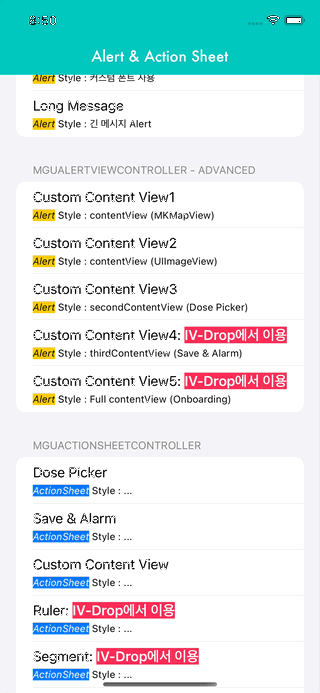 8:50
Alert & Action Sheet
Alert Style : 커스텀 폰트 사용
Long Message
Alert Style : 긴 메시지 Alert
MGUALERTVIEWCONTROLLER - ADVANCED
Custom Content View1
Alert Style : contentView (MKMapView)
Custom Content View2
Alert Style : contentView (UIImageView)
Custom Content View3
Alert Style : secondContentView (Dose Picker)
Custom Content View4: IV-Drop에서 이용
Alert Style : thirdContentView (Save & Alarm)
Custom Content View5: IV-Drop에서 이용
Alert Style : Full contentView (Onboarding)
MGUACTIONSHEETCONTROLLER
Dose Picker
ActionSheet Style : ...
Save & Alarm
ActionSheet Style : ...
Custom Content View
ActionSheet Style : ...
Ruler: IV-Drop에서 이용
ActionSheet Style : ...
Segment: IV-Drop에서 이용
ActionSheet Style : ...